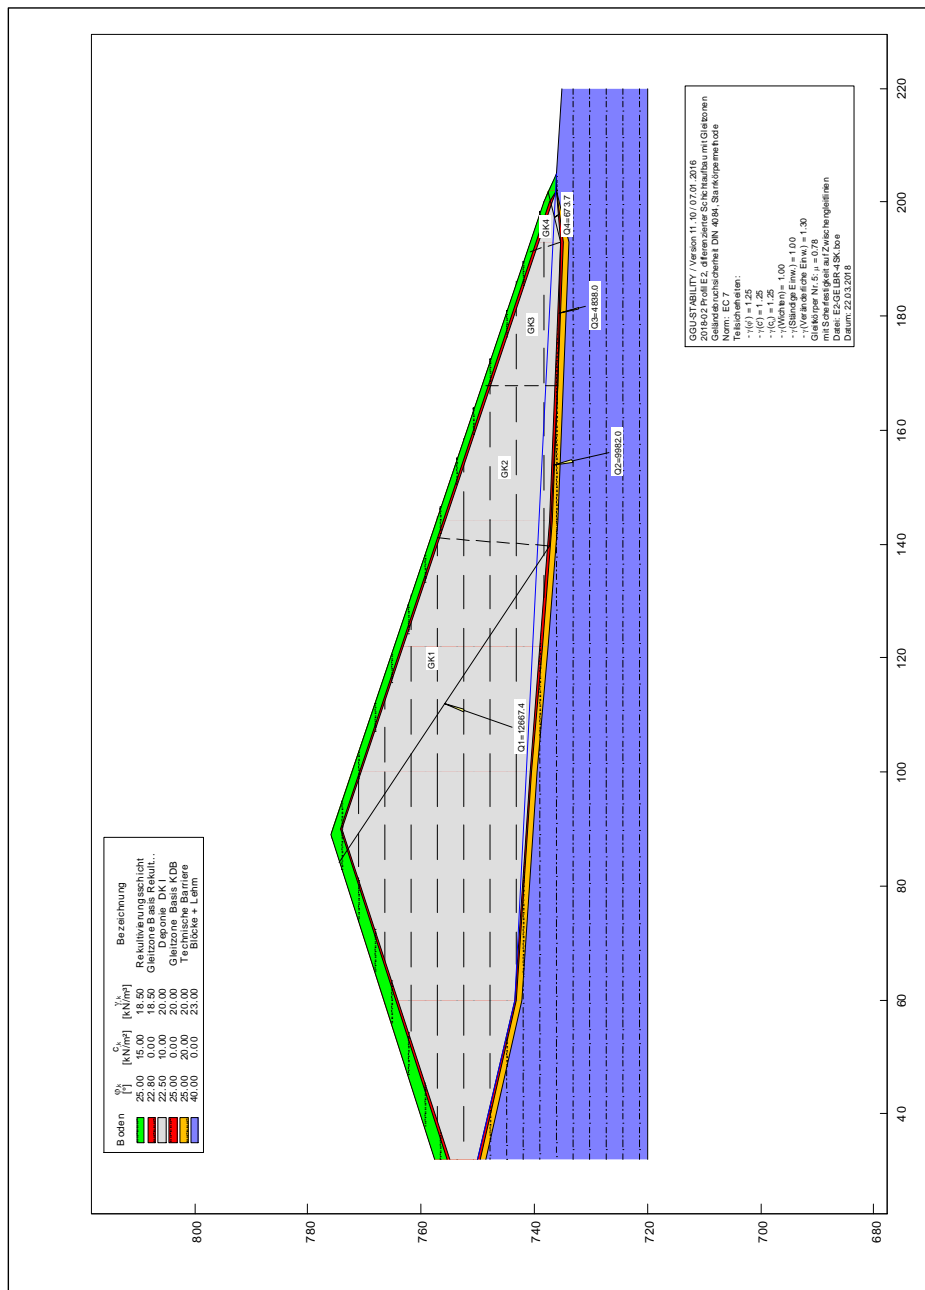 Boden
φk
[°]
ck
[kN/m²]
γk
[kN/m³]
Bezeichnung
25.00 15.00 18.50 Rekultivierungsschicht
22.80 0.00 18.50 Gleitzone Basis Rekult...
22.50 10.00 20.00 Deponie DK I
25.00 0.00 20.00 Gleitzone Basis KDB
25.00 20.00 20.00 Technische Barriere
40.00 0.00 23.00 Blöcke + Lehm
GGU-STABILITY / Version 11.10 / 07.01.2016
2018-02 Profil E2, differenzierter Schichtaufbau mit Gleitzonen
Geländebruchsicherheit DIN 4084, Starrkörpermethode
Norm: EC 7
Teilsicherheiten:
- γ(φ') = 1.25
- γ(c') = 1.25
- γ(cu) = 1.25
- γ(Wichten) = 1.00
- γ(Ständige Einw.) = 1.00
- γ(Veränderliche Einw.) = 1.30
Gleitkörper Nr. 5: μ = 0.78
mit Scherfestigkeit auf Zwischengleitlinien
Datei: E2-GELBR-4SK.boe
Datum: 22.03.2018
GK1
GK2
GK3
GK4
Q1=12667.4
Q2=9982.0
Q3=4838.0
Q4=673.7
800
780
760
740
720
700
680
40
60
80
100
120
140
160
180
200
220